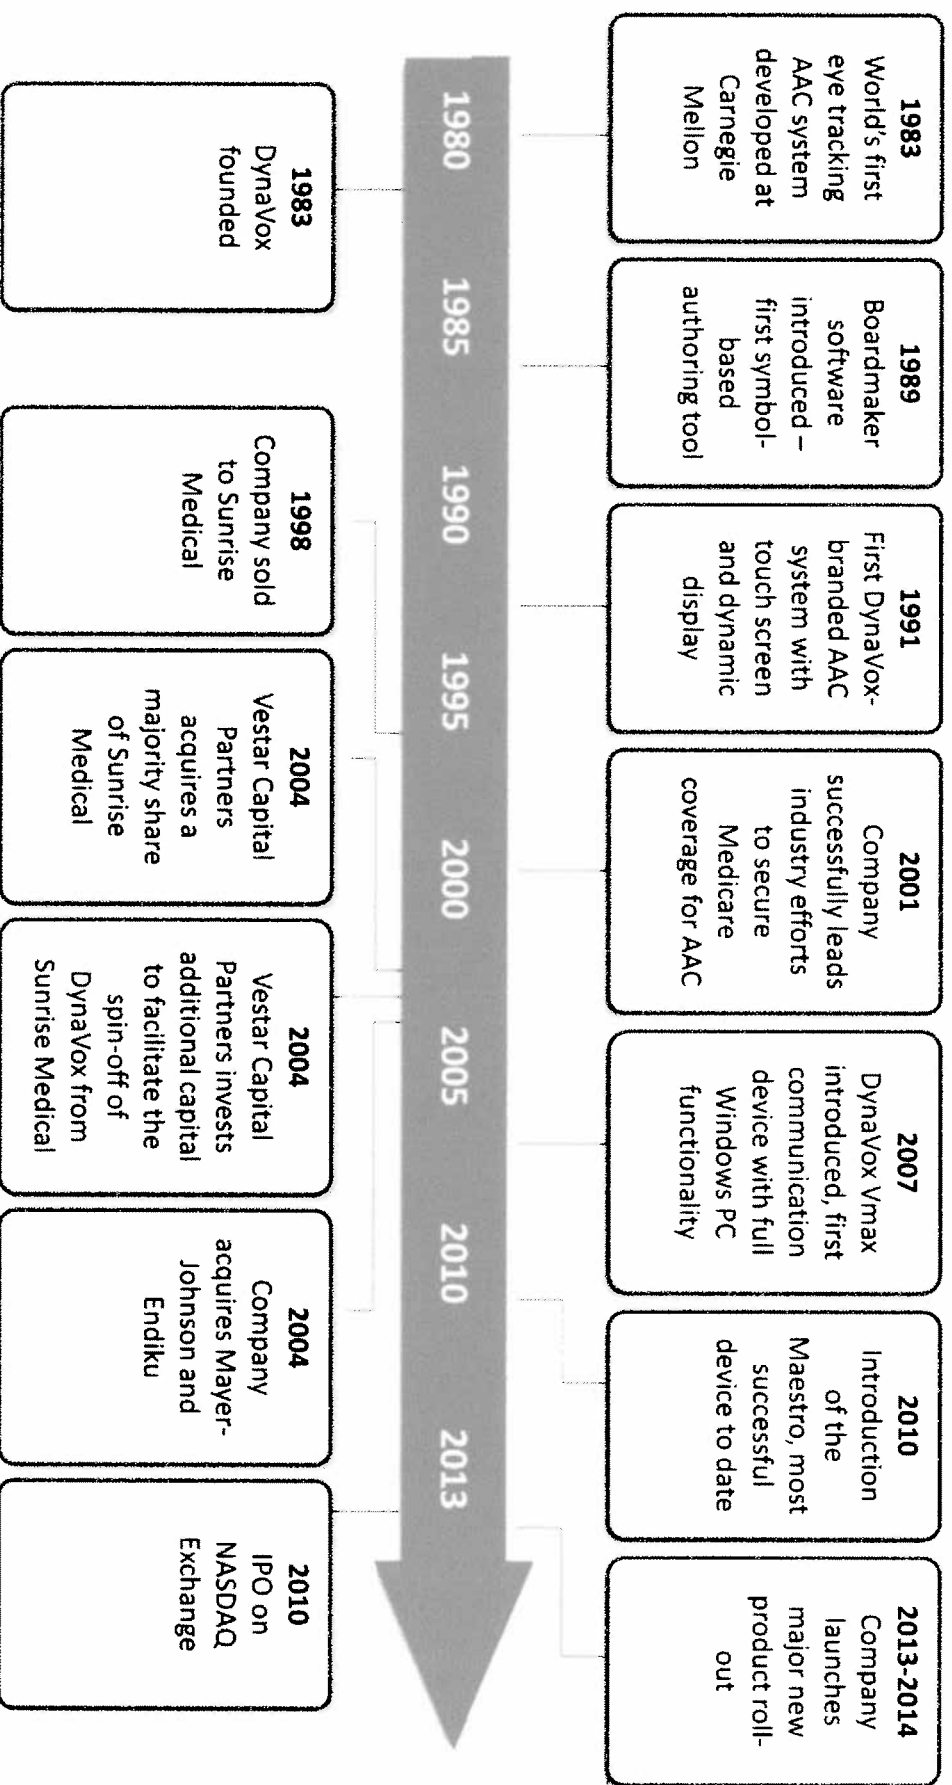 1983
World's first
eye tracking
AAC system
developed at
Carnegie
Mellon
1989
Boardmaker
software
introduced –
first symbol-
based
authoring tool
1991
First DynaVox-
branded AAC
system with
touch screen
and dynamic
display
2001
Company
successfully leads
industry efforts
to secure
Medicare
coverage for AAC
2007
DynaVox Vmax
introduced, first
communication
device with full
Windows PC
functionality
2010
Introduction
of the
Maestro, most
successful
device to date
2013-2014
Company
launches
major new
product roll-
out
1980
1985
1990
1995
2000
2005
2010
2013
1983
DynaVox
founded
1998
Company sold
to Sunrise
Medical
2004
Vestar Capital
Partners
acquires a
majority share
of Sunrise
Medical
2004
Vestar Capital
Partners invests
additional capital
to facilitate the
spin-off of
DynaVox from
Sunrise Medical
2004
Company
acquires Mayer-
Johnson and
Endiku
2010
IPO on
NASDAQ
Exchange